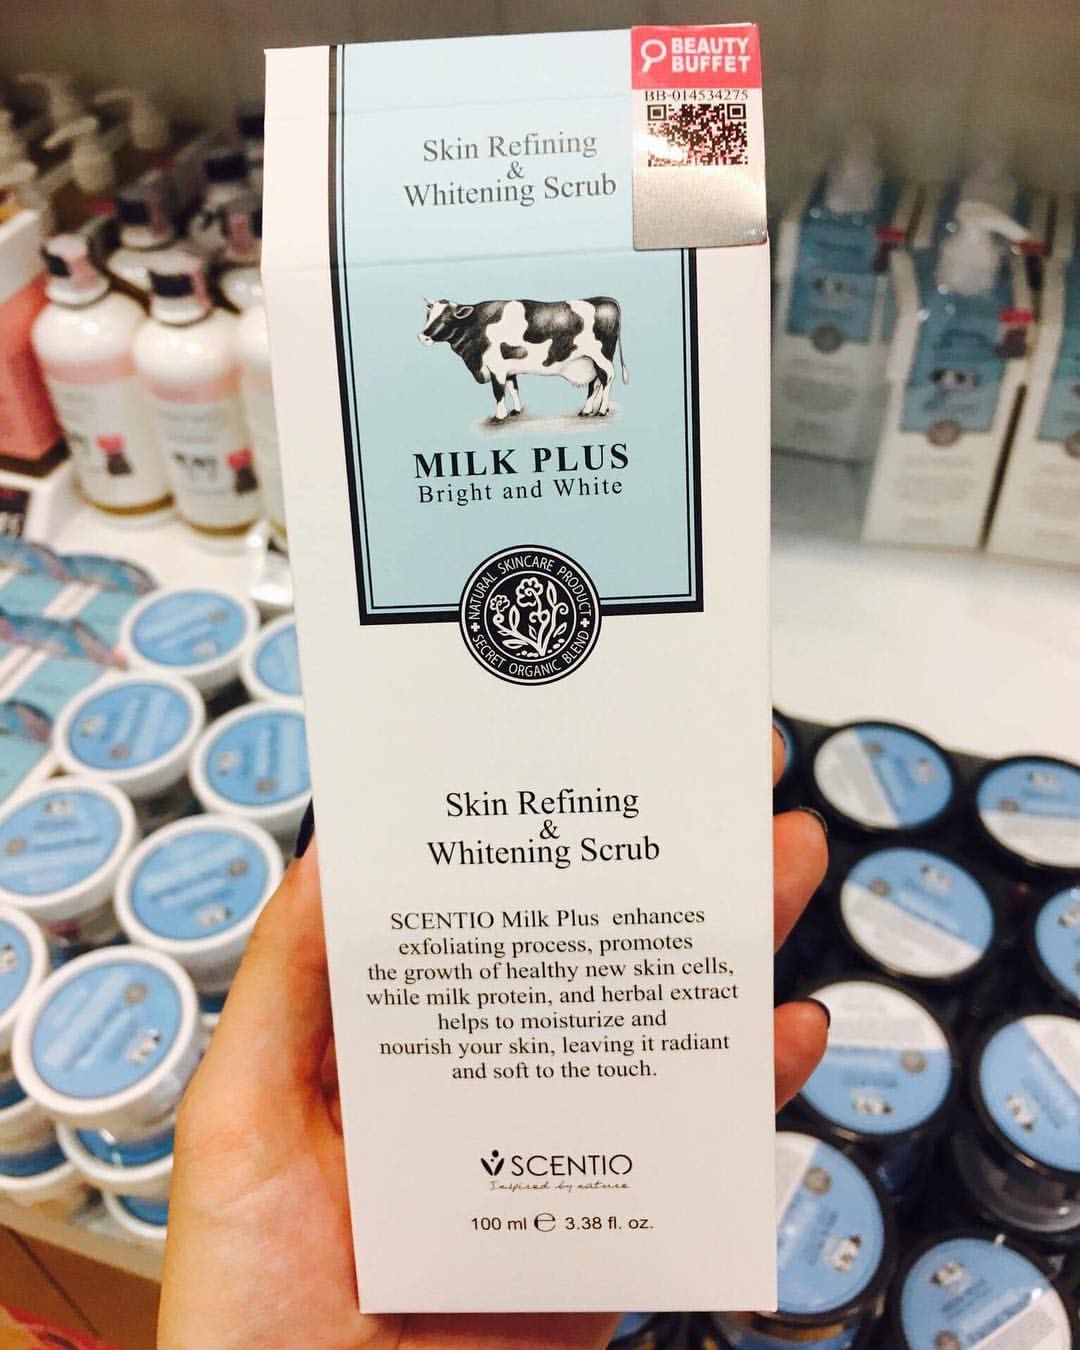 BEAUTY
BUFFET
BB-014534275
Skin Refining
&
Whitening Scrub
MILK PLUS
Bright and White
NATURAL SKINCARE PRODUCT
SECRET ORGANIC BLEND
Skin Refining
&
Whitening Scrub
SCENTIO Milk Plus enhances
exfoliating process, promotes
the growth of healthy new skin cells,
while milk protein, and herbal extract
helps to moisturize and
nourish your skin, leaving it radiant
and soft to the touch.
SCENTIO
Inspired by nature
100 ml ℮ 3.38 fl. oz.